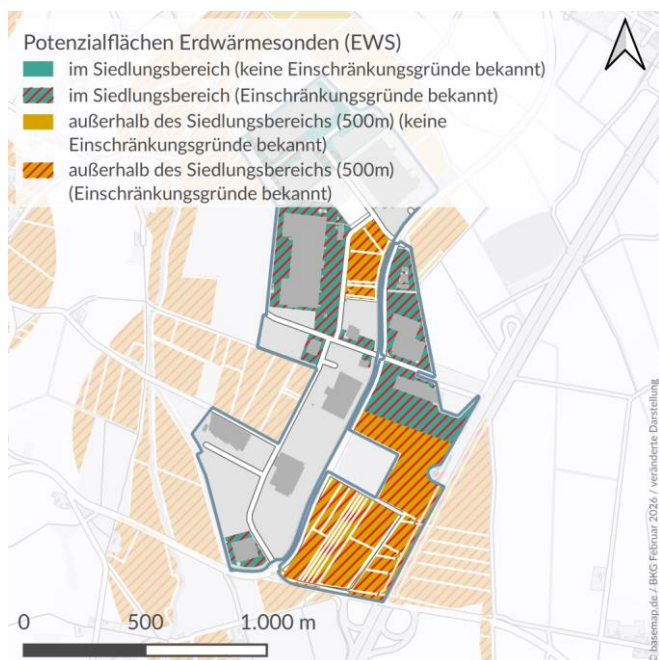 Potenzialflächen Erdwärmesonden (EWS)
im Siedlungsbereich (keine Einschränkungsgründe bekannt)
im Siedlungsbereich (Einschränkungsgründe bekannt)
außerhalb des Siedlungsbereichs (500m) (keine
Einschränkungsgründe bekannt)
außerhalb des Siedlungsbereichs (500m)
(Einschränkungsgründe bekannt)
0 500 1.000 m
© basemap.de / BKG Februar 2026 / veränderte Darstellung